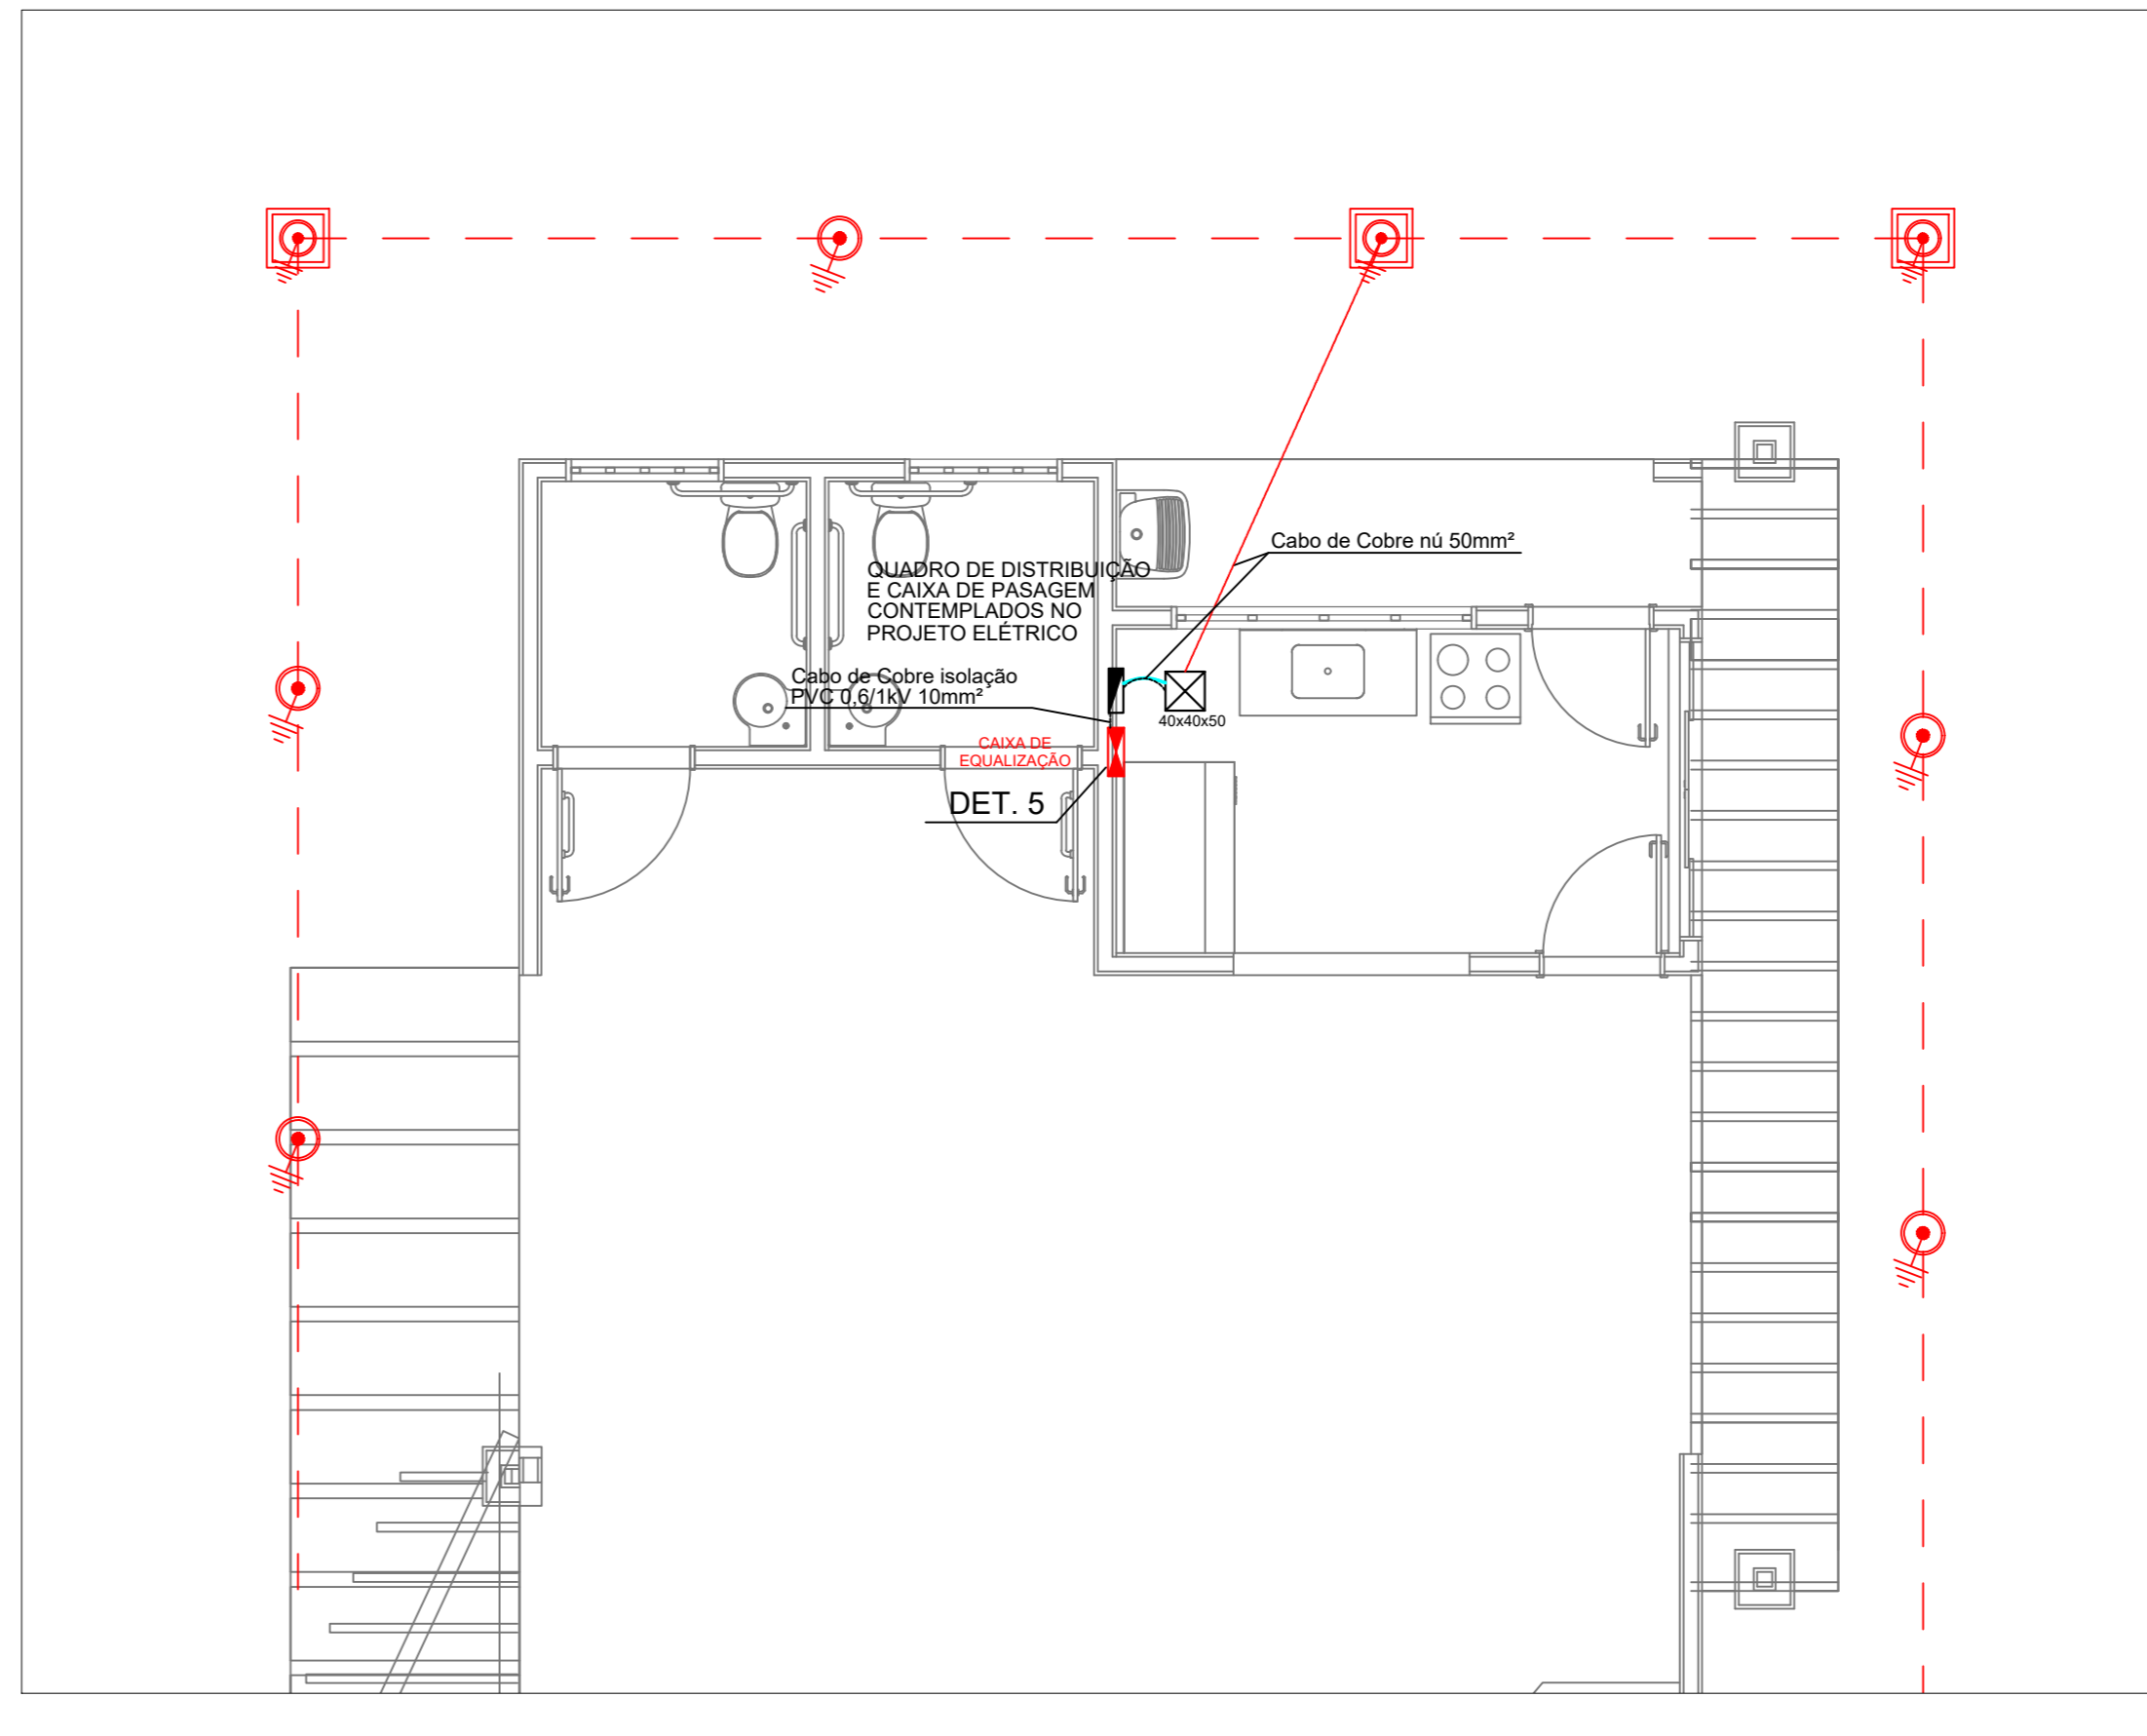 Cabo de Cobre nú 50mm²
QUADRO DE DISTRIBUIÇÃO
E CAIXA DE PASAGEM
CONTEMPLADOS NO
PROJETO ELÉTRICO
Cabo de Cobre isolação
PVC 0,6/1kV 10mm²
40x40x50
CAIXA DE
EQUALIZAÇÃO
DET. 5